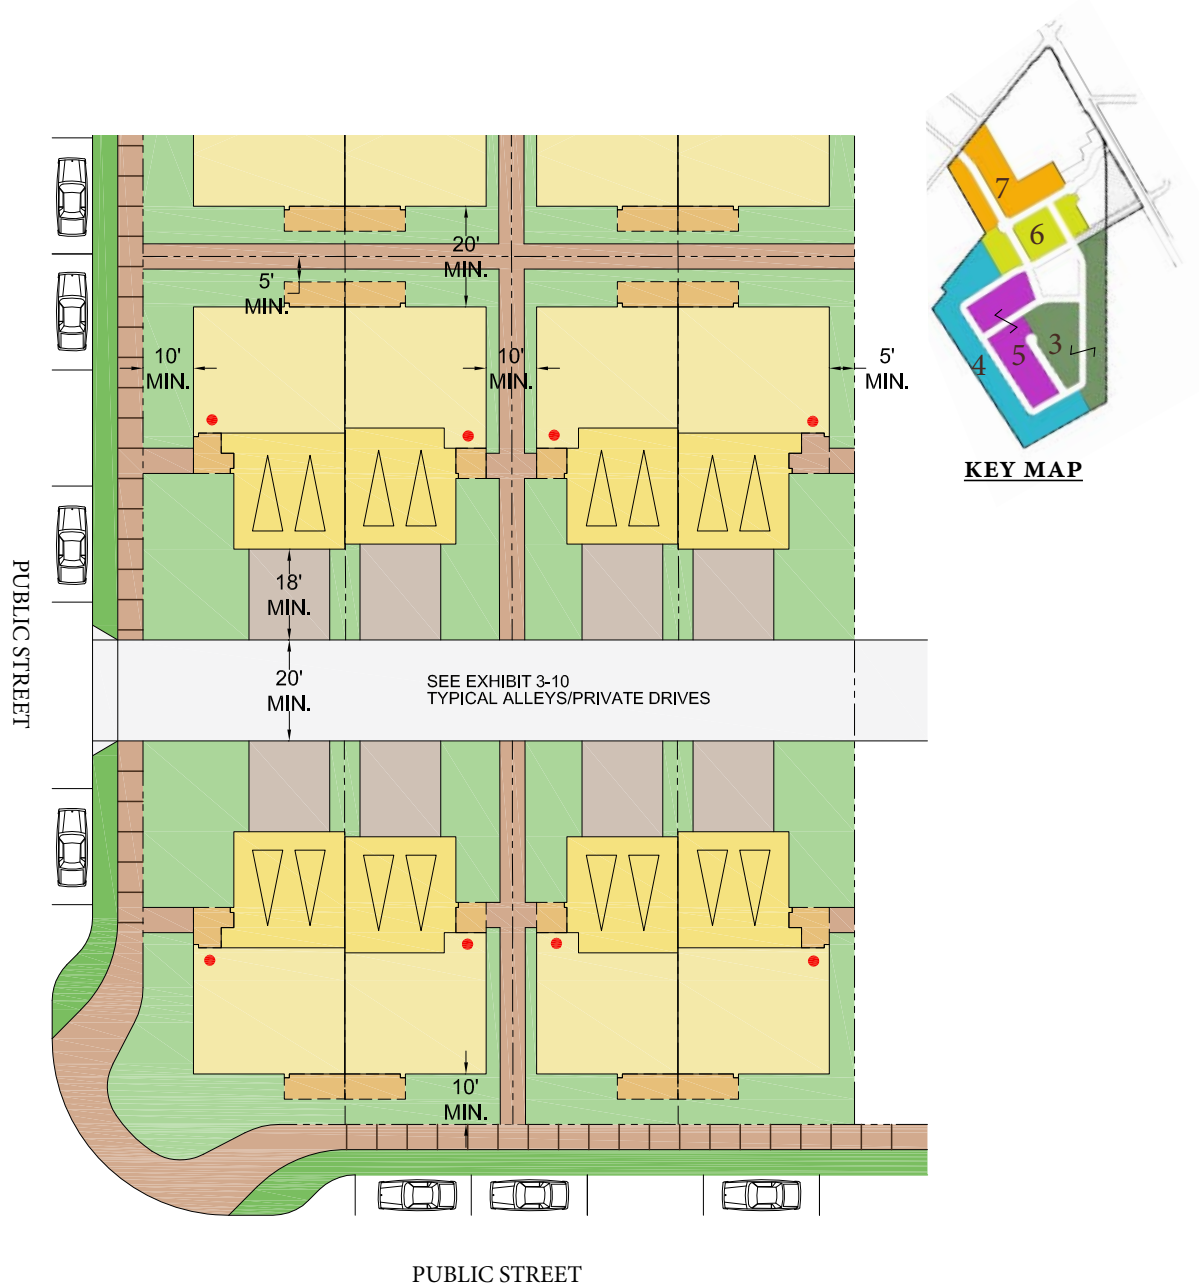 7
6
3
5
4
KEY MAP
20'
MIN.
5'
MIN.
10'
MIN.
10'
MIN.
5'
MIN.
18'
MIN.
20'
MIN.
SEE EXHIBIT 3-10
TYPICAL ALLEYS/PRIVATE DRIVES
PUBLIC STREET
10'
MIN.
PUBLIC STREET